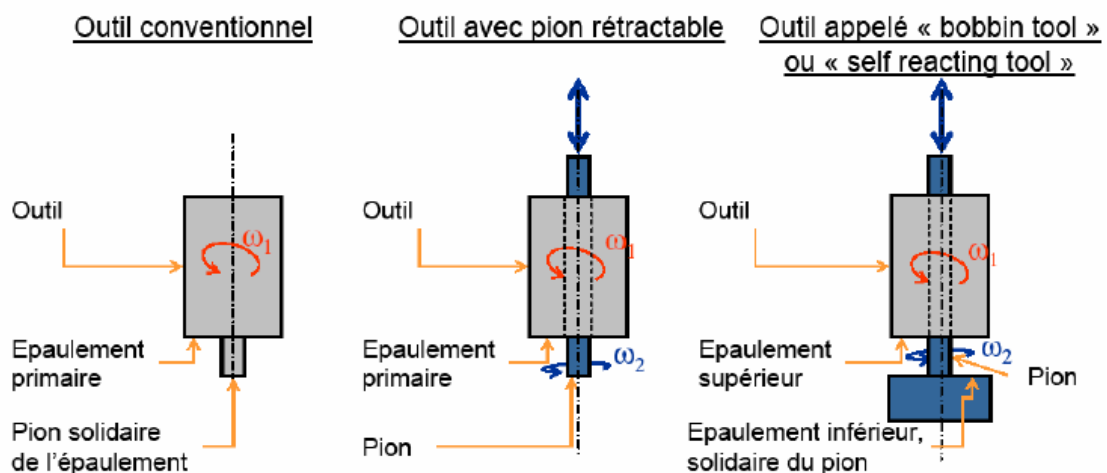 Outil conventionnel
Outil
ω1
Epaulement
primaire
Pion solidaire
de l'épaulement
Outil avec pion rétractable
Outil
ω1
Epaulement
primaire
ω2
Pion
Outil appelé « bobbin tool »
ou « self reacting tool »
Outil
ω1
Epaulement
supérieur
ω2
Pion
Epaulement inférieur,
solidaire du pion